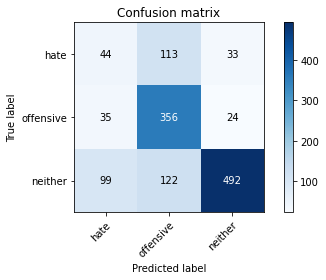 Confusion matrix
hate 44 113 33
offensive 35 356 24
neither 99 122 492
hate offensive neither
True label
Predicted label
400
300
200
100